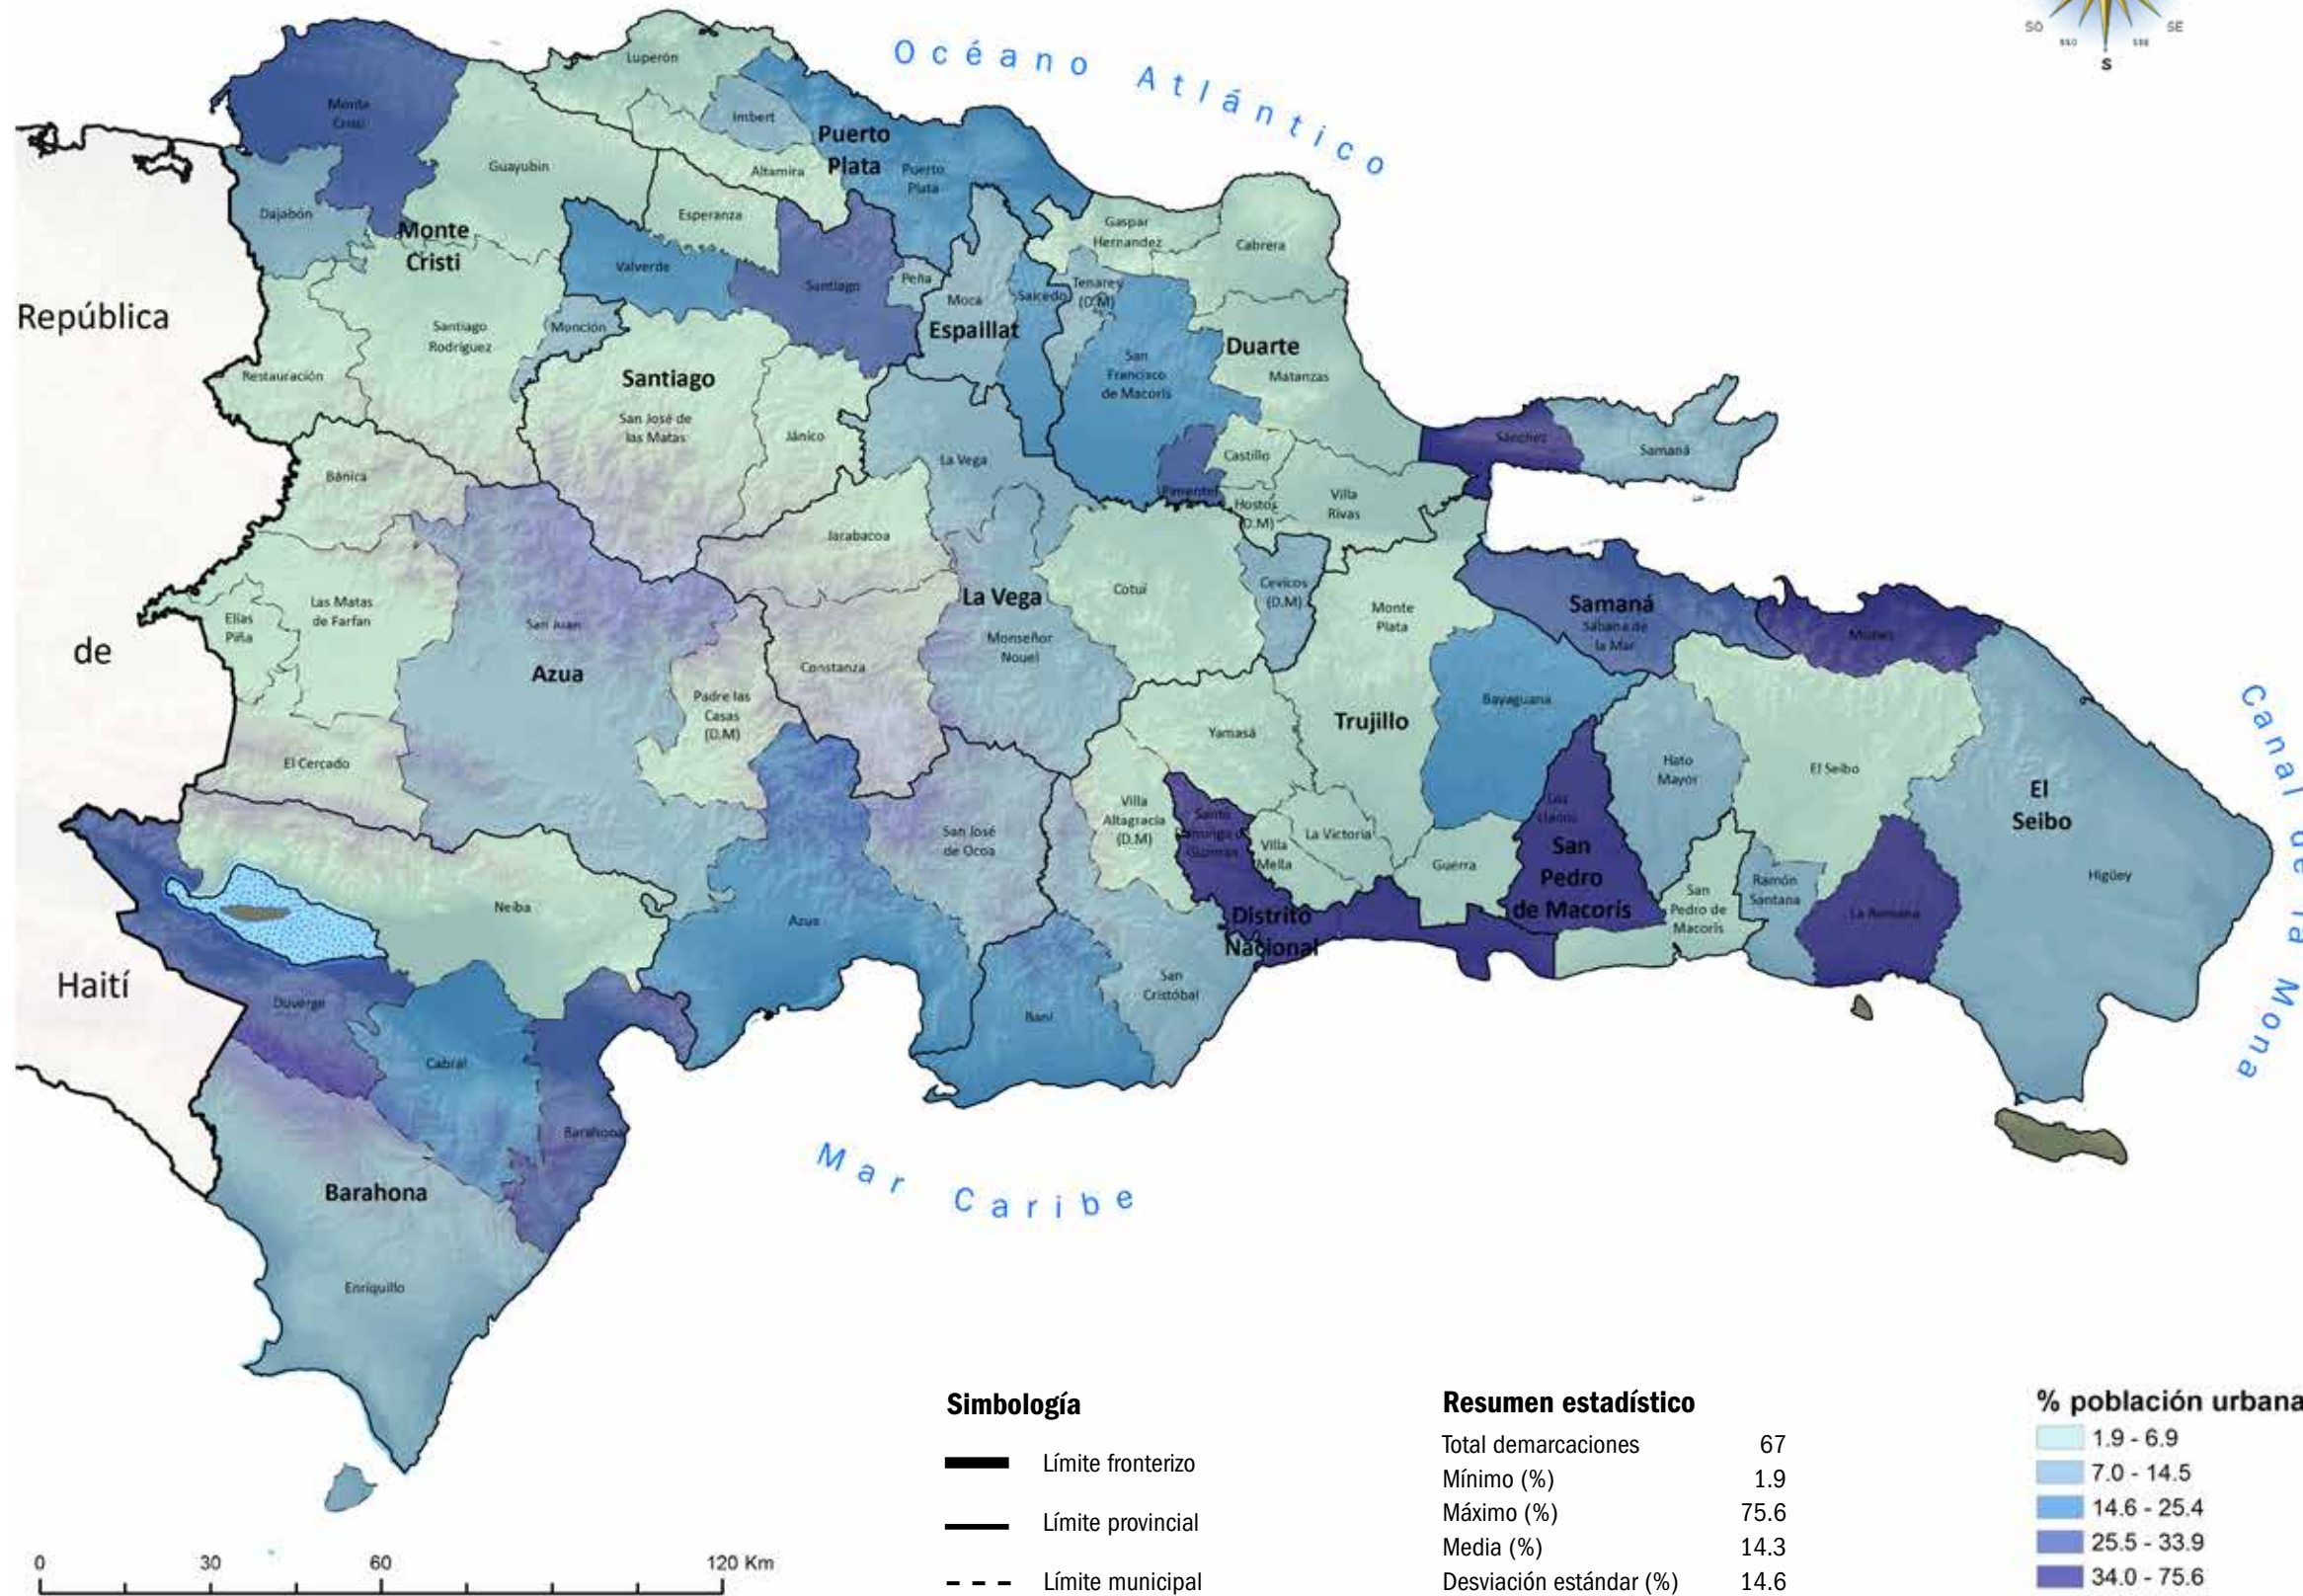 SO
SSO
S
SSE
SE
Océano Atlántico
Canal de la Mona
Mar Caribe
República
de
Haití
Luperón
Monte
Cristi
Imbert
Puerto
Plata
Puerto
Plata
Guayubin
Altamira
Dajabón
Esperanza
Gaspar
Hernandez
Cabrera
Monte
Cristi
Valverde
Santiago
Peña
Moca
Salcedo
Tenarey
(D.M)
Espaillat
Santiago
Rodríguez
Monción
Duarte
San
Francisco
de Macorís
Matanzas
Restauración
Santiago
San José de
las Matas
Jánico
Sánchez
Samaná
La Vega
Castillo
Bánica
Pimentel
Hostos
(D.M)
Villa
Rivas
Jarabacoa
Cotuí
Cevicos
(D.M)
La Vega
Elías
Piña
Las Matas
de Farfan
San Juan
Monte
Plata
Samaná
Sabana de
la Mar
Miches
Azua
Constanza
Monseñor
Nouel
Padre las
Casas
(D.M)
Bayaguana
Trujillo
Yamasá
El Cercado
Hato
Mayor
El Seibo
El
Seibo
Villa
Altagracia
(D.M)
Santo
Domingo de
Guzman
Los
Llanos
San José
de Ocoa
Villa
Mella
La Victoria
San
Pedro
de Macorís
Guerra
Ramón
Santana
Higüey
Neiba
Azua
San
Pedro de
Macorís
La Romana
Distrito
Nacional
San
Cristóbal
Duverge
Baní
Cabral
Barahona
Barahona
Enriquillo
Simbología
Límite fronterizo
Límite provincial
Límite municipal
Resumen estadístico
Total demarcaciones 67
Mínimo (%) 1.9
Máximo (%) 75.6
Media (%) 14.3
Desviación estándar (%) 14.6
% población urbana
1.9 - 6.9
7.0 - 14.5
14.6 - 25.4
25.5 - 33.9
34.0 - 75.6
0 30 60 120 Km